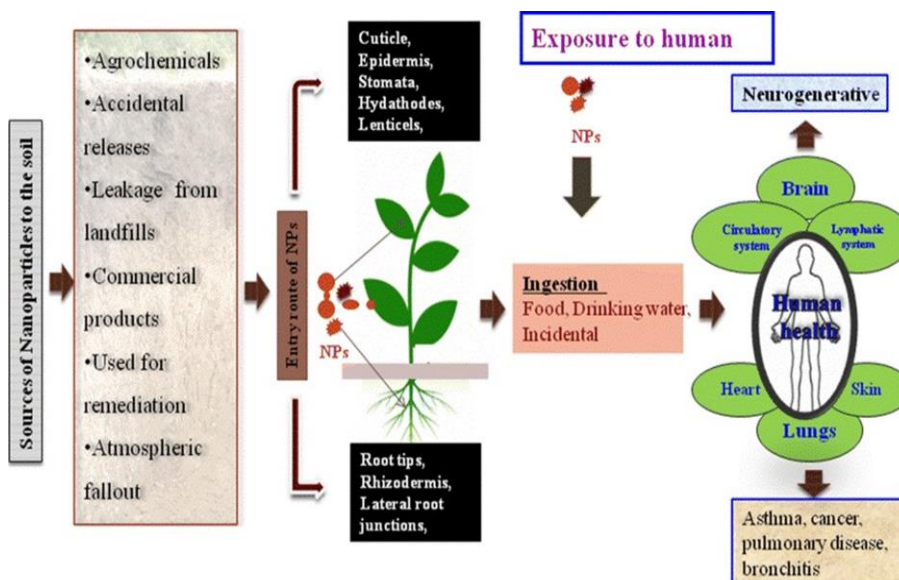 Sources of Nanoparticles to the soil
•Agrochemicals
•Accidental
releases
•Leakage from
landfills
•Commercial
products
•Used for
remediation
•Atmospheric
fallout
Entry route of NPs
Cuticle,
Epidermis,
Stomata,
Hydathodes,
Lenticels,
NPs
Root tips,
Rhizodermis,
Lateral root
junctions,
Exposure to human
NPs
Ingestion
Food, Drinking water,
Incidental
Neurogenerative
Brain
Circulatory
system
Lymphatic
system
Human
health
Heart
Skin
Lungs
Asthma, cancer,
pulmonary disease,
bronchitis